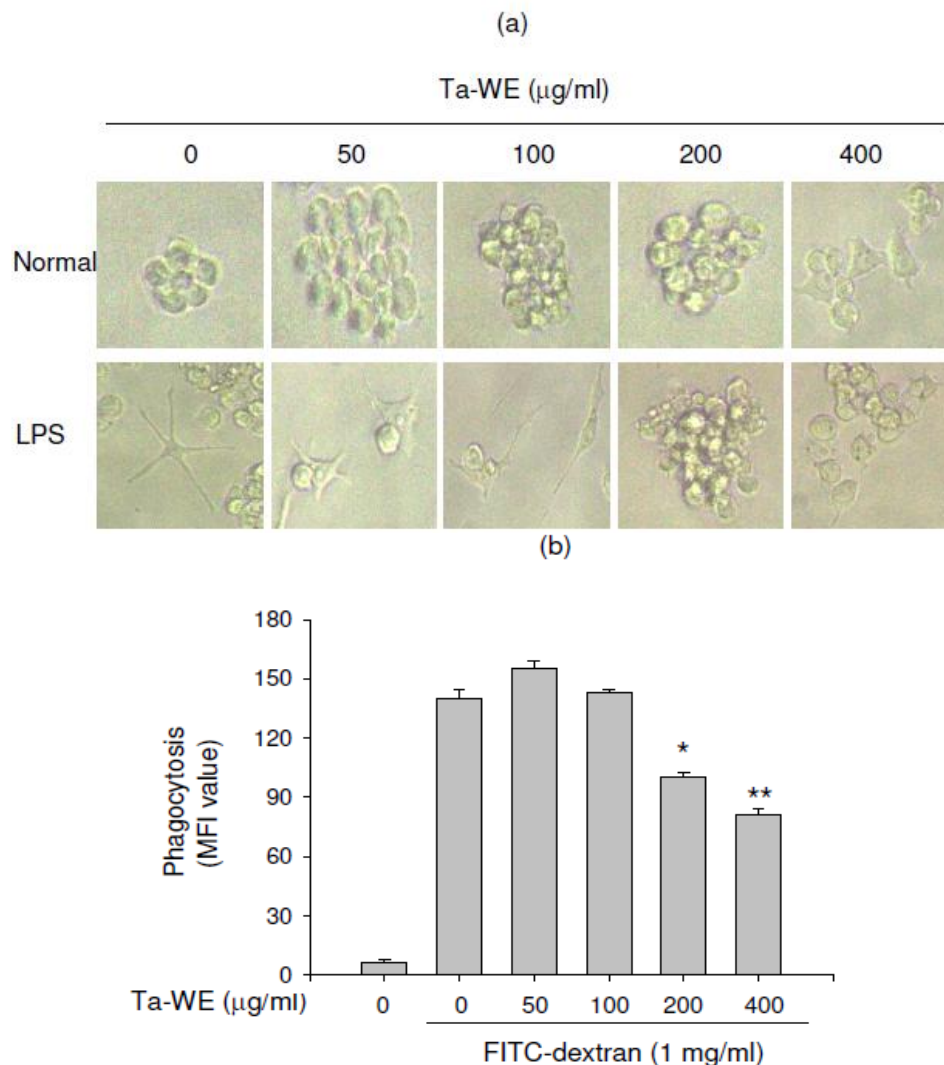 (a)
Ta-WE (μg/ml)
0 50 100 200 400
Normal
LPS
(b)
180
150
120
90
60
30
0
Phagocytosis
(MFI value)
*
**
Ta-WE (μg/ml) 0 0 50 100 200 400
FITC-dextran (1 mg/ml)